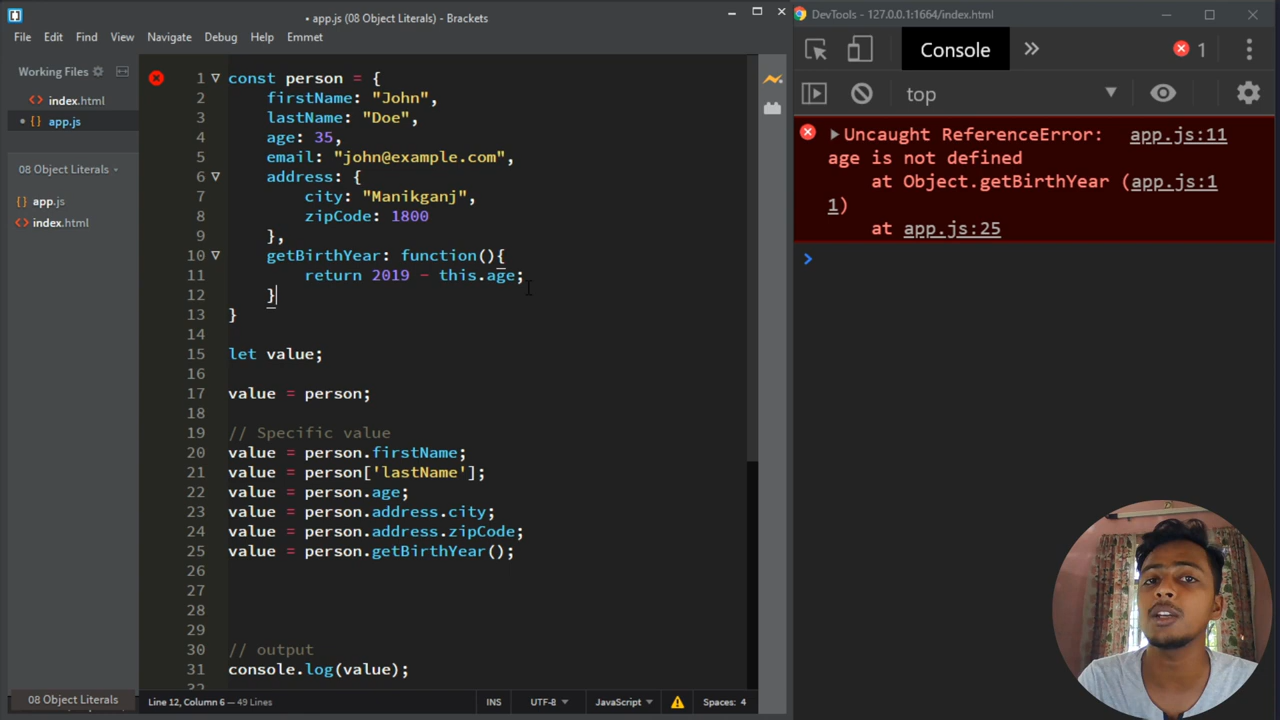 • app.js (08 Object Literals) - Brackets
File Edit Find View Navigate Debug Help Emmet
Working Files
index.html
• app.js
08 Object Literals
app.js
index.html
1 const person = {
2 firstName: "John",
3 lastName: "Doe",
4 age: 35,
5 email: "john@example.com",
6 address: {
7 city: "Manikganj",
8 zipCode: 1800
9 },
10 getBirthYear: function(){
11 return 2019 - this.age;
12 }
13 }
14
15 let value;
16
17 value = person;
18
19 // Specific value
20 value = person.firstName;
21 value = person['lastName'];
22 value = person.age;
23 value = person.address.city;
24 value = person.address.zipCode;
25 value = person.getBirthYear();
26
27
28
29
30 // output
31 console.log(value);
32
08 Object Literals
Line 12, Column 6 — 49 Lines
INS UTF-8 JavaScript Spaces: 4
DevTools - 127.0.0.1:1664/index.html
Console » 1
top
Uncaught ReferenceError: app.js:11
age is not defined
at Object.getBirthYear (app.js:1
1)
at app.js:25
>